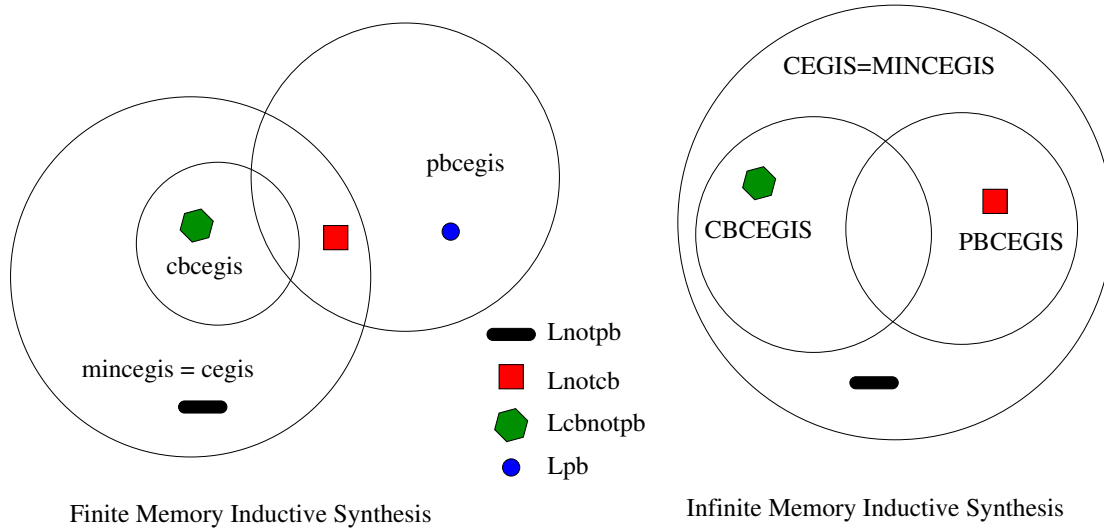 CEGIS=MINCEGIS
pbcegis
cbcegis
CBCEGIS
PBCEGIS
mincegis = cegis
Lnotpb
Lnotcb
Lcbnotpb
Lpb
Finite Memory Inductive Synthesis
Infinite Memory Inductive Synthesis